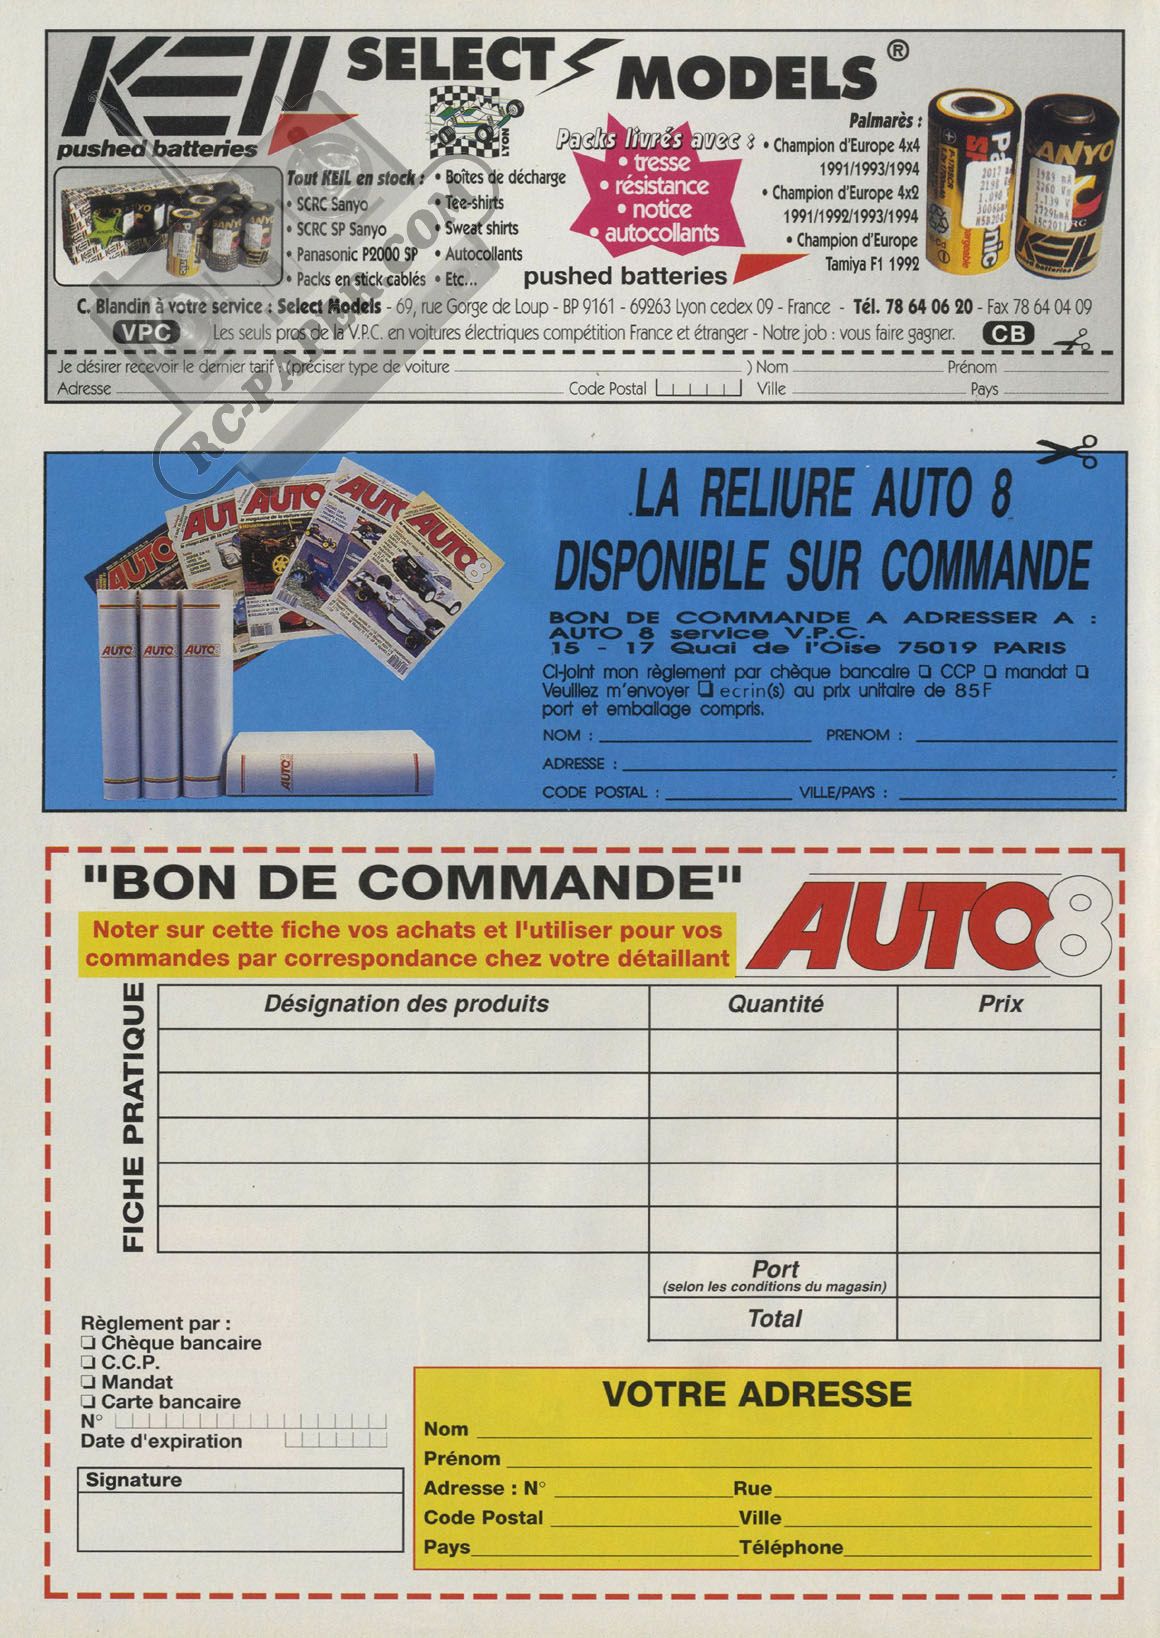 KEIL SELECT MODELS ®
pushed batteries
LYON
Tout KEIL en stock :
• SCRC Sanyo
• SCRC SP Sanyo
• Panasonic P2000 SP
• Packs en stick cablés
• Boîtes de décharge
• Tee-shirts
• Sweat shirts
• Autocollants
• Etc...
Packs livrés avec :
• tresse
• résistance
• notice
• autocollants
pushed batteries
Palmarès :
• Champion d'Europe 4x4
1991/1993/1994
• Champion d'Europe 4x2
1991/1992/1993/1994
• Champion d'Europe
Tamiya F1 1992
C. Blandin à votre service : Select Models - 69, rue Gorge de Loup - BP 9161 - 69263 Lyon cedex 09 - France - Tél. 78 64 06 20 - Fax 78 64 04 09
VPC Les seuls pros de la V.P.C. en voitures électriques compétition France et étranger - Notre job : vous faire gagner. CB
Je désirer recevoir le dernier tarif : (préciser type de voiture ) Nom Prénom
Adresse Code Postal Ville Pays
RC-PAPER.COM
LA RELIURE AUTO 8
DISPONIBLE SUR COMMANDE
BON DE COMMANDE A ADRESSER A :
AUTO 8 service V.P.C.
15 - 17 Quai de l'Oise 75019 PARIS
Ci-joint mon règlement par chèque bancaire ❏ CCP ❏ mandat ❏
Veuillez m'envoyer ❏ ecrin(s) au prix unitaire de 85F
port et emballage compris.
NOM : PRENOM :
ADRESSE :
CODE POSTAL : VILLE/PAYS :
"BON DE COMMANDE"
AUTO8
Noter sur cette fiche vos achats et l'utiliser pour vos
commandes par correspondance chez votre détaillant
FICHE PRATIQUE
Désignation des produits Quantité Prix
Port
(selon les conditions du magasin)
Total
Règlement par :
❏ Chèque bancaire
❏ C.C.P.
❏ Mandat
❏ Carte bancaire
N°
Date d'expiration
Signature
VOTRE ADRESSE
Nom
Prénom
Adresse : N° Rue
Code Postal Ville
Pays Téléphone